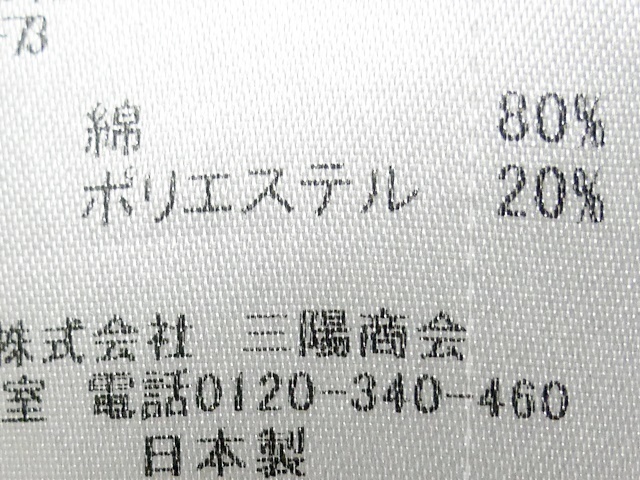 -73
綿 80%
ポリエステル 20%
株式会社 三陽商会
室 電話0120-340-460
日本製